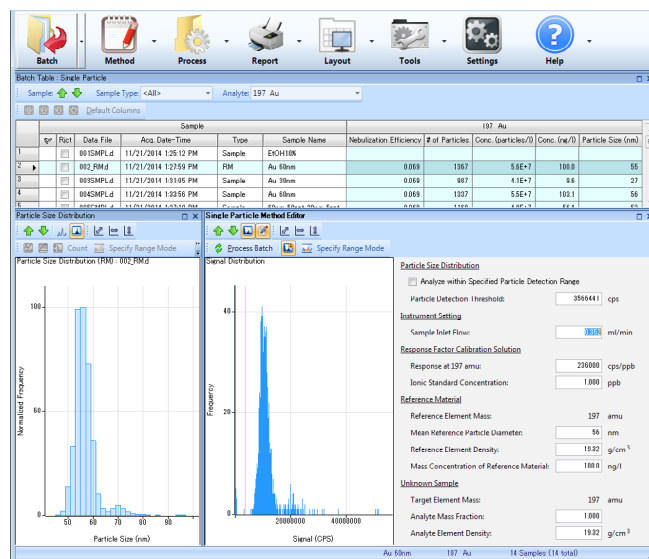 Batch Method Process Report Layout Tools Settings Help
Batch Table : Single Particle
Sample: Sample Type: <All> Analyte: 197 Au
Default Columns
Sample 197 Au
Rjct Data File Acq. Date-Time Type Sample Name Nebulization Efficiency # of Particles Conc. (particles/l) Conc. (ng/l) Particle Size (nm)
1 001SMPL.d 11/21/2014 1:25:12 PM Sample EtOH10%
2 002_RM.d 11/21/2014 1:27:59 PM RM Au 60nm 0.069 1367 5.6E+7 100.0 55
3 003SMPL.d 11/21/2014 1:31:05 PM Sample Au 30nm 0.069 987 4.1E+7 9.6 27
4 004SMPL.d 11/21/2014 1:33:56 PM Sample Au 60nm 0.069 1337 5.5E+7 103.1 56
Particle Size Distribution
Count Specify Range Mode
Particle Size Distribution (RM) : 002_RM.d
Normalized Frequency
100
50
0
50 60 70 80 90
Particle Size (nm)
Single Particle Method Editor
Process Batch Specify Range Mode
Signal Distribution
Frequency
40
20
0
20000000 40000000
Signal (CPS)
Particle Size Distribution
Analyze within Specified Particle Detection Range
Particle Detection Threshold: 3566441 cps
Instrument Setting
Sample Inlet Flow: 0.352 ml/min
Response Factor Calibration Solution
Response at 197 amu: 236000 cps/ppb
Ionic Standard Concentration: 1.000 ppb
Reference Material
Reference Element Mass: 197 amu
Mean Reference Particle Diameter: 56 nm
Reference Element Density: 19.32 g/cm³
Mass Concentration of Reference Material: 100.0 ng/l
Unknown Sample
Target Element Mass: 197 amu
Analyte Mass Fraction: 1.000
Analyte Element Density: 19.32 g/cm³
Au 60nm 197 Au 14 Samples (14 total)